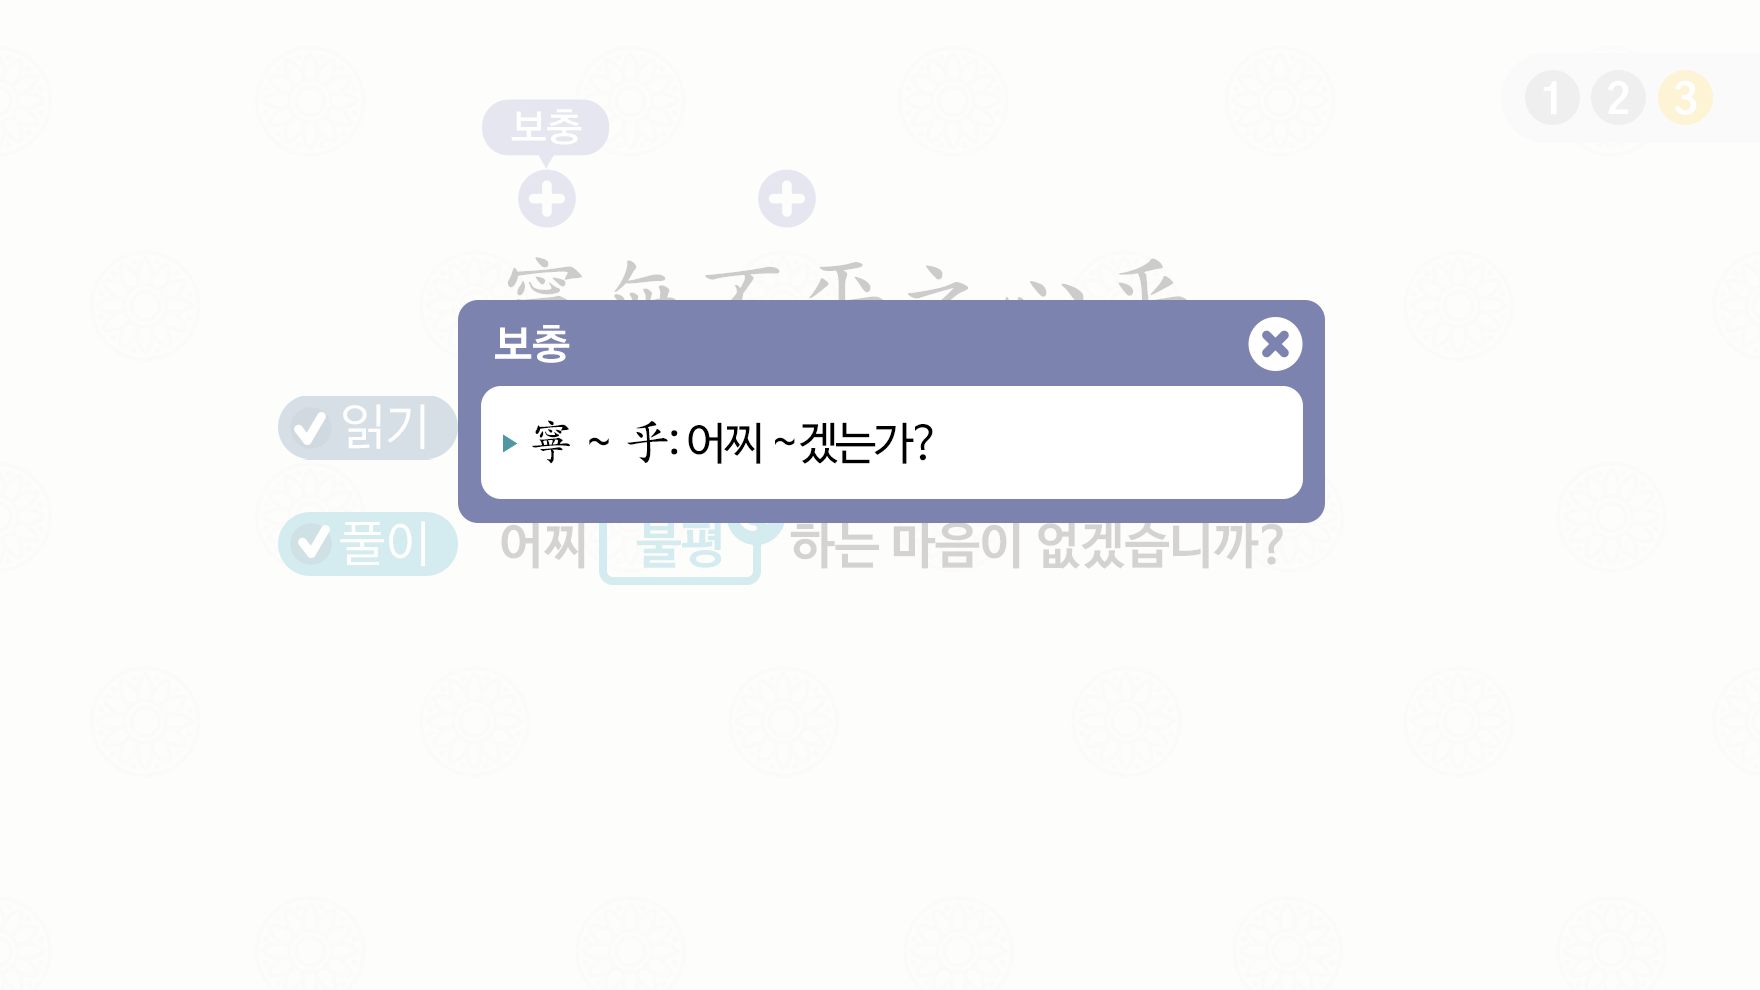 1 2 3
보충
寧無不平之心乎
보충
寧 ~ 乎: 어찌 ~겠는가?
읽기
풀이 어찌 불평 하는 마음이 없겠습니까?